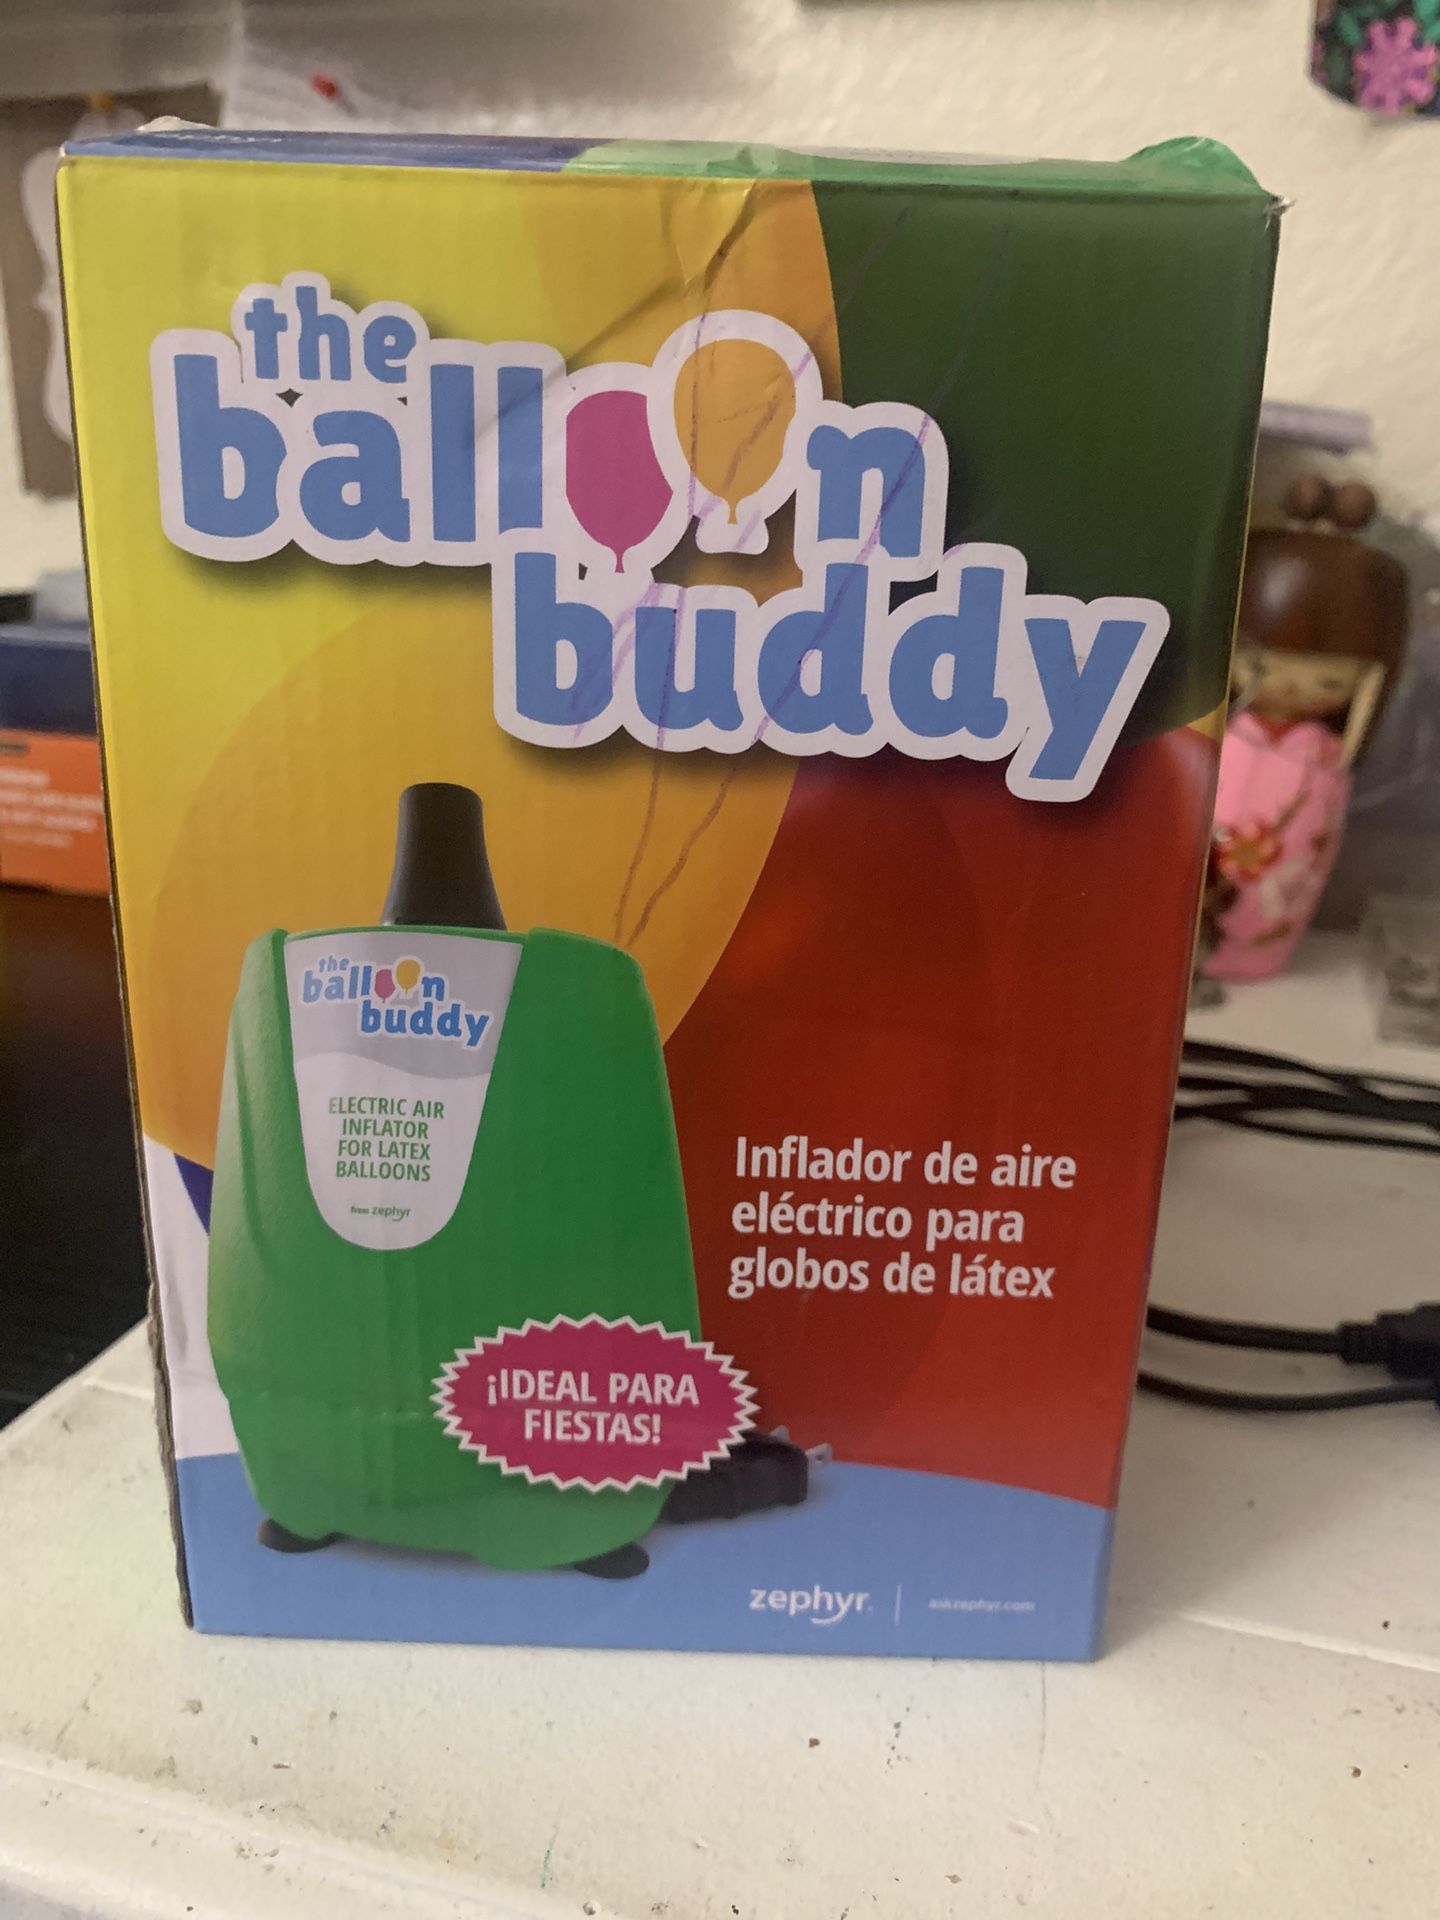 zephyr
the
balloon
buddy
the
balloon
buddy
ELECTRIC AIR
INFLATOR
FOR LATEX
BALLOONS
from zephyr
Inflador de aire
eléctrico para
globos de látex
¡IDEAL PARA
FIESTAS!
zephyr.
askzephyr.com